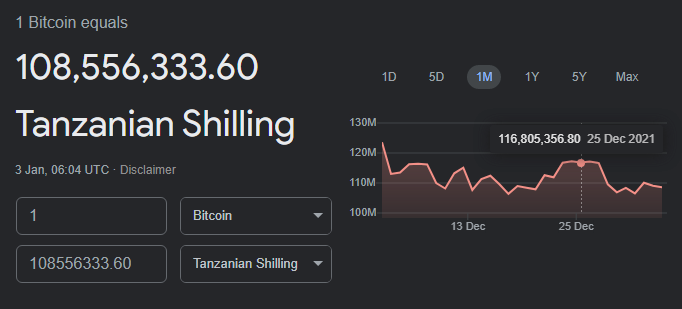 1 Bitcoin equals
108,556,333.60
Tanzanian Shilling
3 Jan, 06:04 UTC · Disclaimer
1
Bitcoin
108556333.60
Tanzanian Shilling
1D 5D 1M 1Y 5Y Max
130M
116,805,356.80 25 Dec 2021
120M
110M
100M
13 Dec 25 Dec